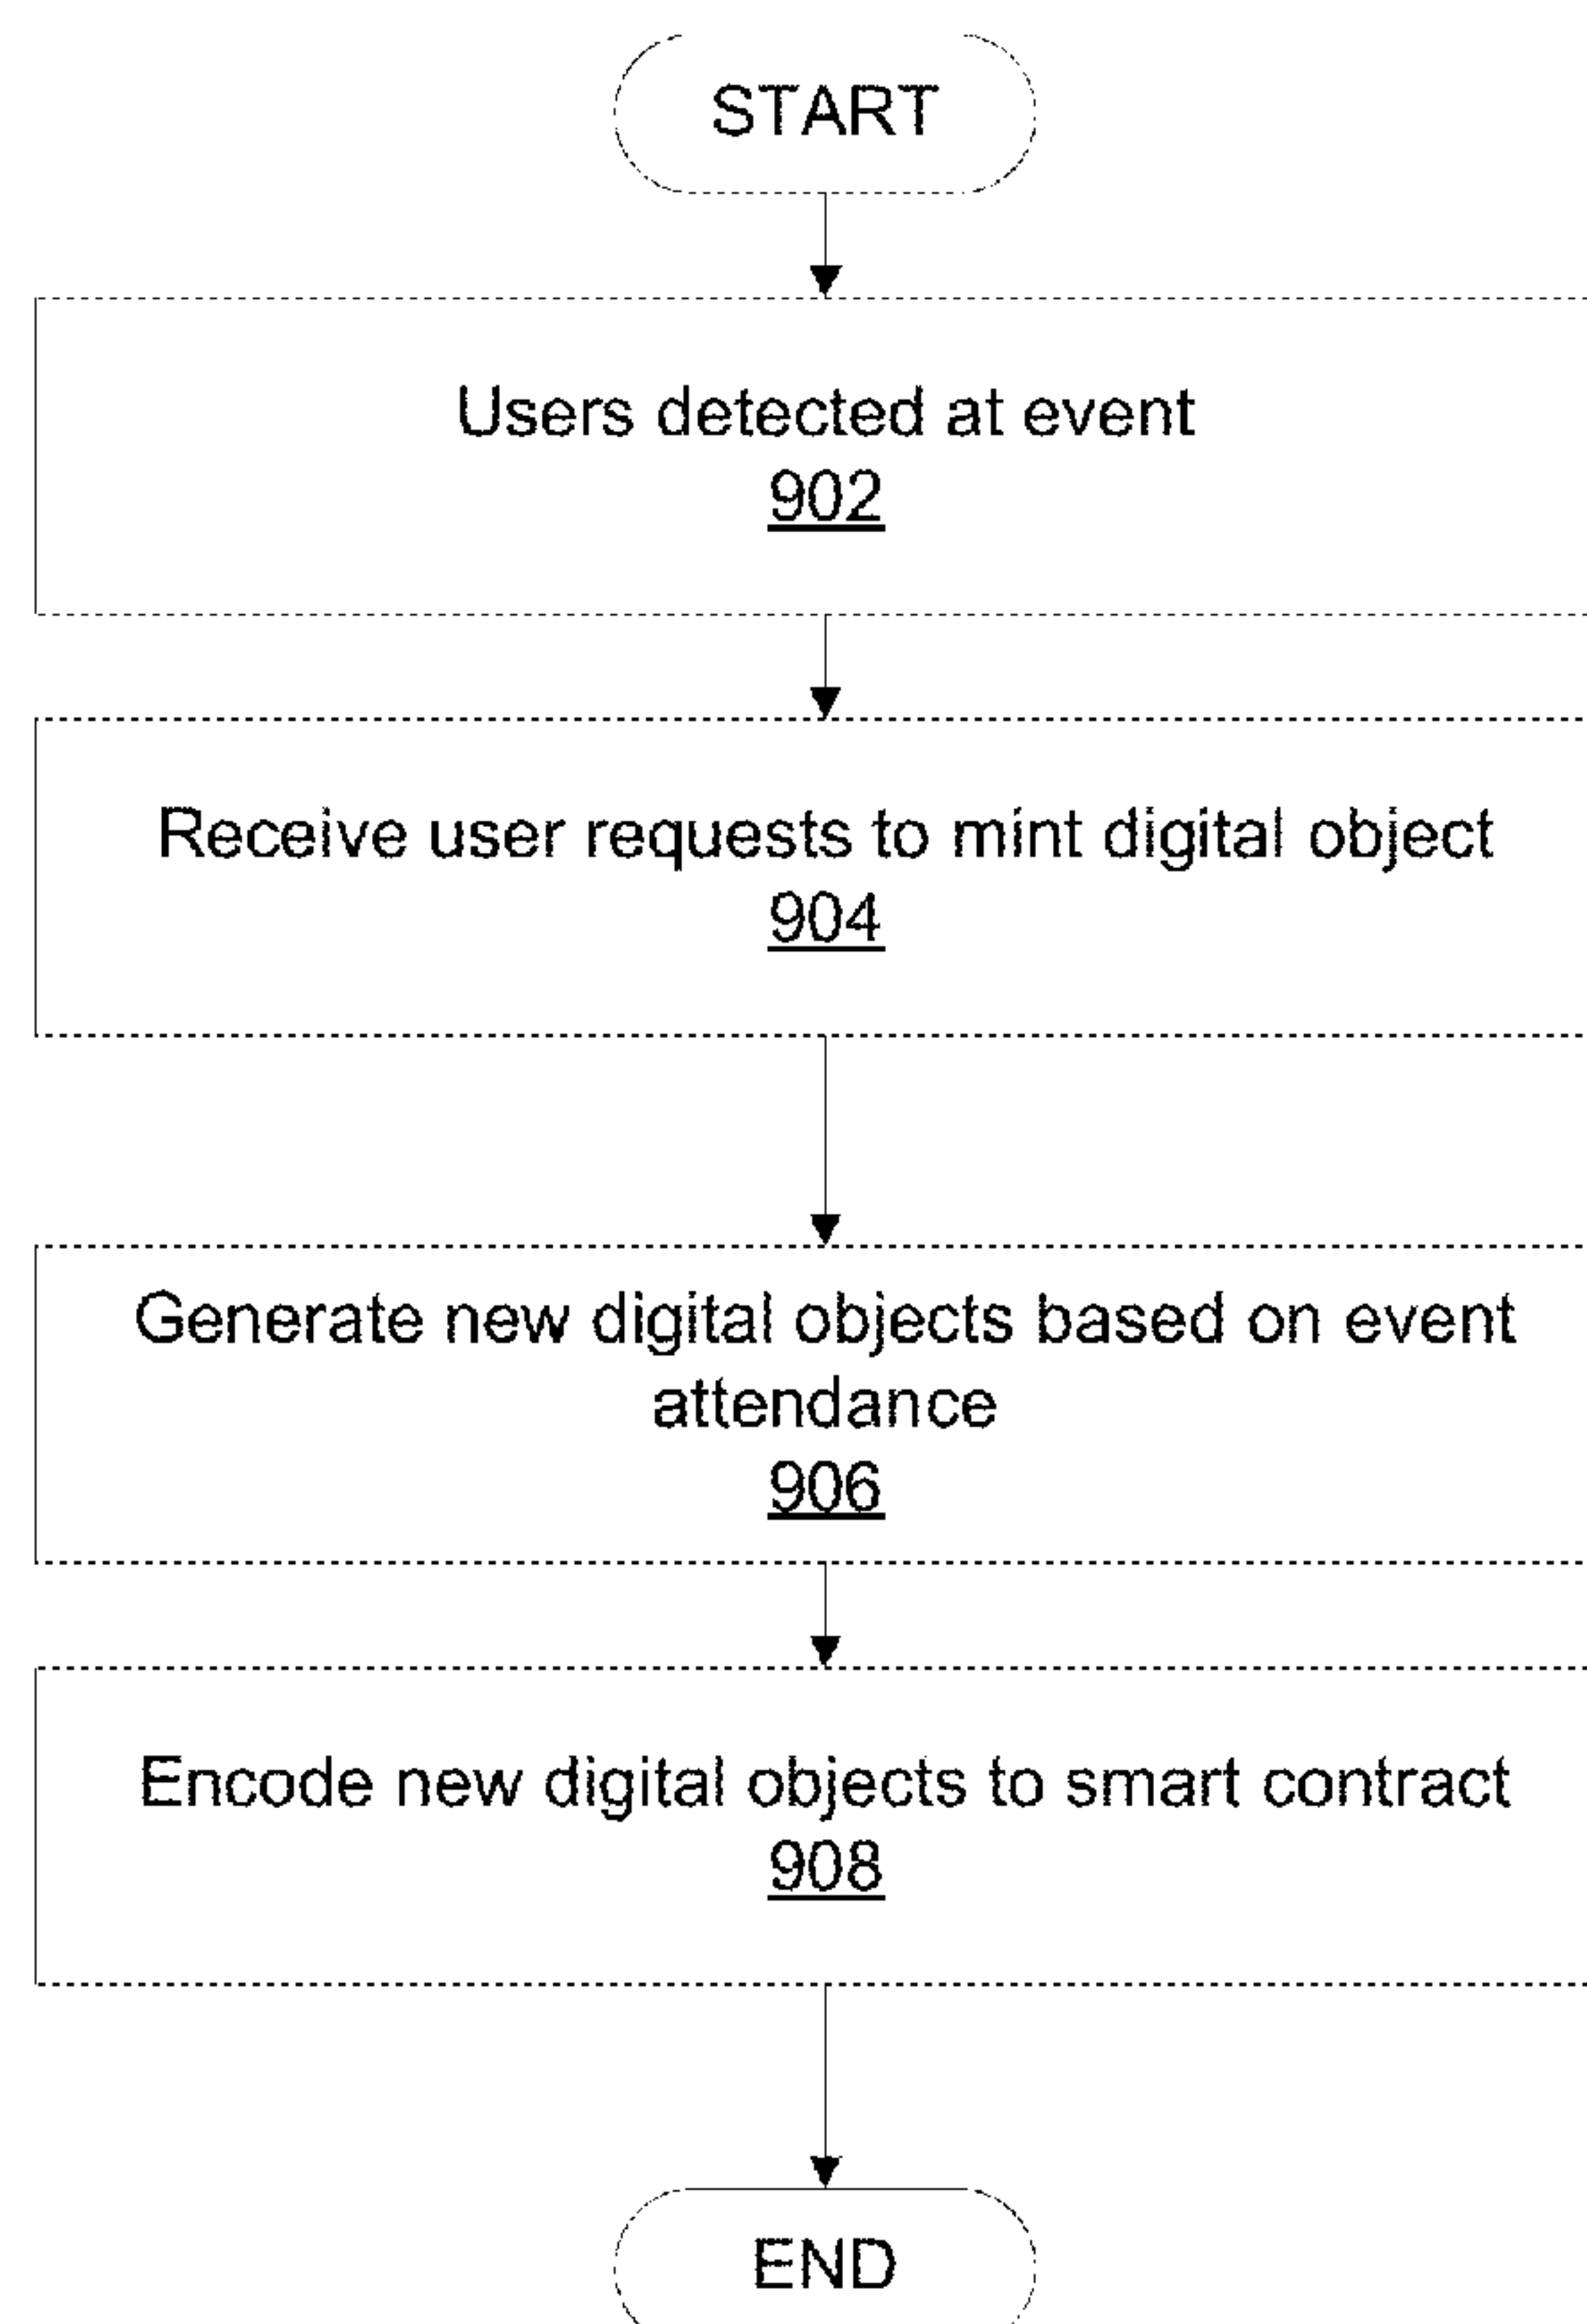 START
Users detected at event
902
Receive user requests to mint digital object
904
Generate new digital objects based on event
attendance
906
Encode new digital objects to smart contract
908
END